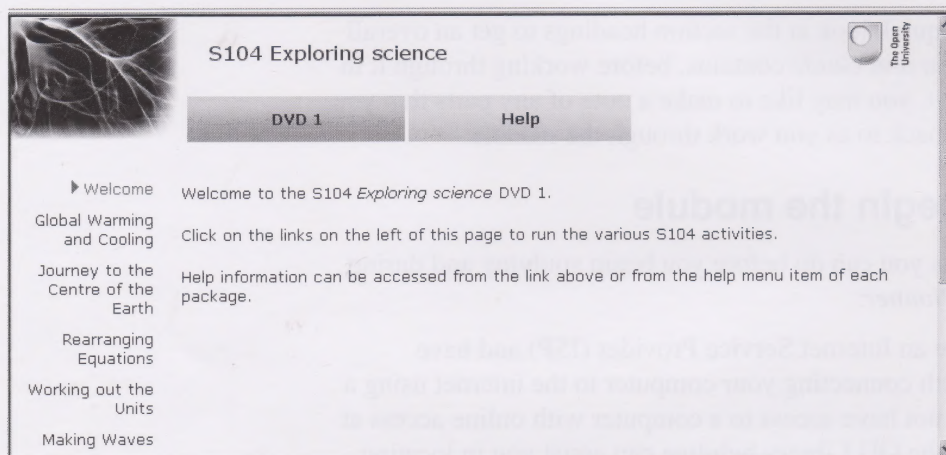 S104 Exploring science
The Open
University
DVD 1
Help
Welcome
Global Warming
and Cooling
Journey to the
Centre of the
Earth
Rearranging
Equations
Working out the
Units
Making Waves
Welcome to the S104 Exploring science DVD 1.
Click on the links on the left of this page to run the various S104 activities.
Help information can be accessed from the link above or from the help menu item of each
package.